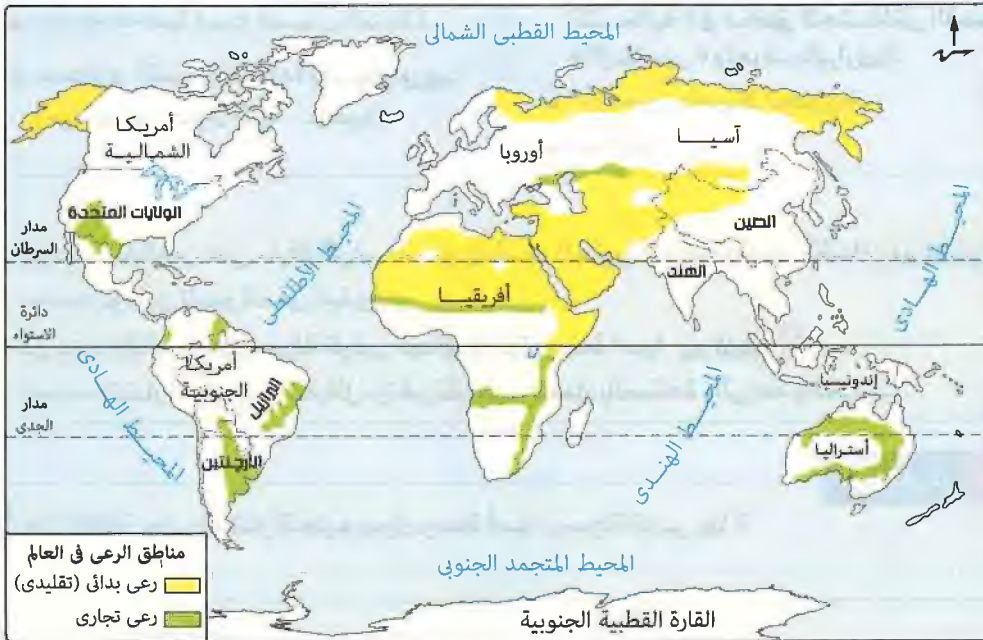 المحيط القطبى الشمالى
أمريكا
الشمالية
أوروبا
آسيا
الولايات المتحدة
مدار
السرطان
المحيط الأطلنطى
أفريقيا
الصين
الهند
المحيط الهادى
دائرة
الاستواء
أمريكا
الجنوبية
البرازيل
إندونيسيا
المحيط الهادى
مدار
الجدى
الأرجنتين
المحيط الهندى
أستراليا
المحيط المتجمد الجنوبى
القارة القطبية الجنوبية
مناطق الرعى فى العالم
رعى بدائى (تقليدى)
رعى تجارى